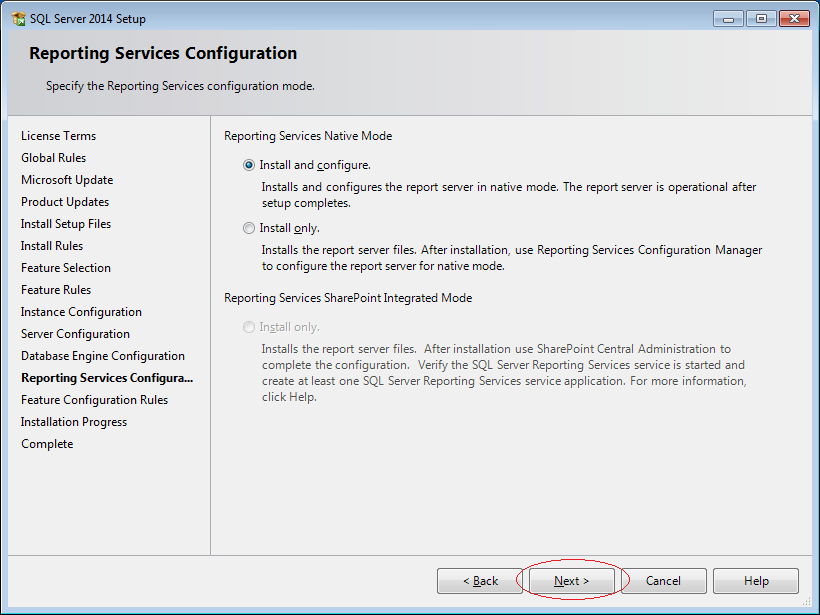 SQL Server 2014 Setup
Reporting Services Configuration
Specify the Reporting Services configuration mode.
License Terms
Global Rules
Microsoft Update
Product Updates
Install Setup Files
Install Rules
Feature Selection
Feature Rules
Instance Configuration
Server Configuration
Database Engine Configuration
Reporting Services Configura...
Feature Configuration Rules
Installation Progress
Complete
Reporting Services Native Mode
Install and configure.
Installs and configures the report server in native mode. The report server is operational after
setup completes.
Install only.
Installs the report server files. After installation, use Reporting Services Configuration Manager
to configure the report server for native mode.
Reporting Services SharePoint Integrated Mode
Install only.
Installs the report server files. After installation use SharePoint Central Administration to
complete the configuration. Verify the SQL Server Reporting Services service is started and
create at least one SQL Server Reporting Services service application. For more information,
click Help.
< Back
Next >
Cancel
Help